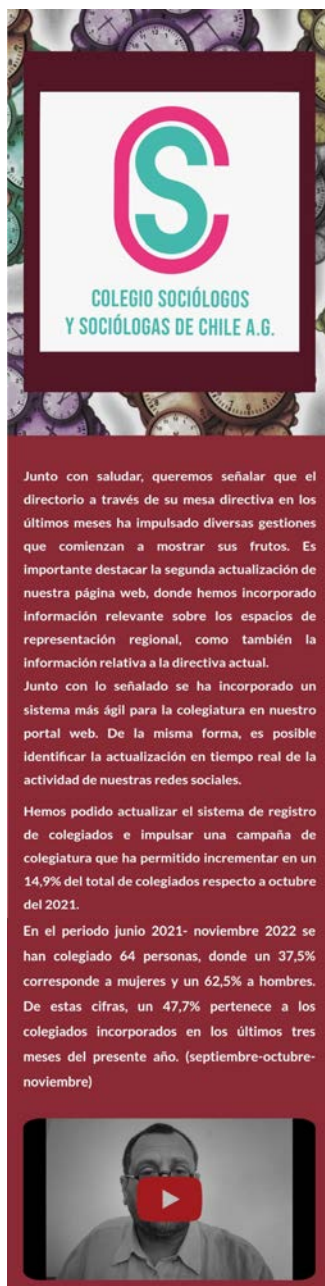 COLEGIO SOCIÓLOGOS
Y SOCIÓLOGAS DE CHILE A.G.
Junto con saludar, queremos señalar que el
directorio a través de su mesa directiva en los
últimos meses ha impulsado diversas gestiones
que comienzan a mostrar sus frutos. Es
importante destacar la segunda actualización de
nuestra página web, donde hemos incorporado
información relevante sobre los espacios de
representación regional, como también la
información relativa a la directiva actual.
Junto con lo señalado se ha incorporado un
sistema más ágil para la colegiatura en nuestro
portal web. De la misma forma, es posible
identificar la actualización en tiempo real de la
actividad de nuestras redes sociales.
Hemos podido actualizar el sistema de registro
de colegiados e impulsar una campaña de
colegiatura que ha permitido incrementar en un
14,9% del total de colegiados respecto a octubre
del 2021.
En el periodo junio 2021- noviembre 2022 se
han colegiado 64 personas, donde un 37,5%
corresponde a mujeres y un 62,5% a hombres.
De estas cifras, un 47,7% pertenece a los
colegiados incorporados en los últimos tres
meses del presente año. (septiembre-octubre-
noviembre)